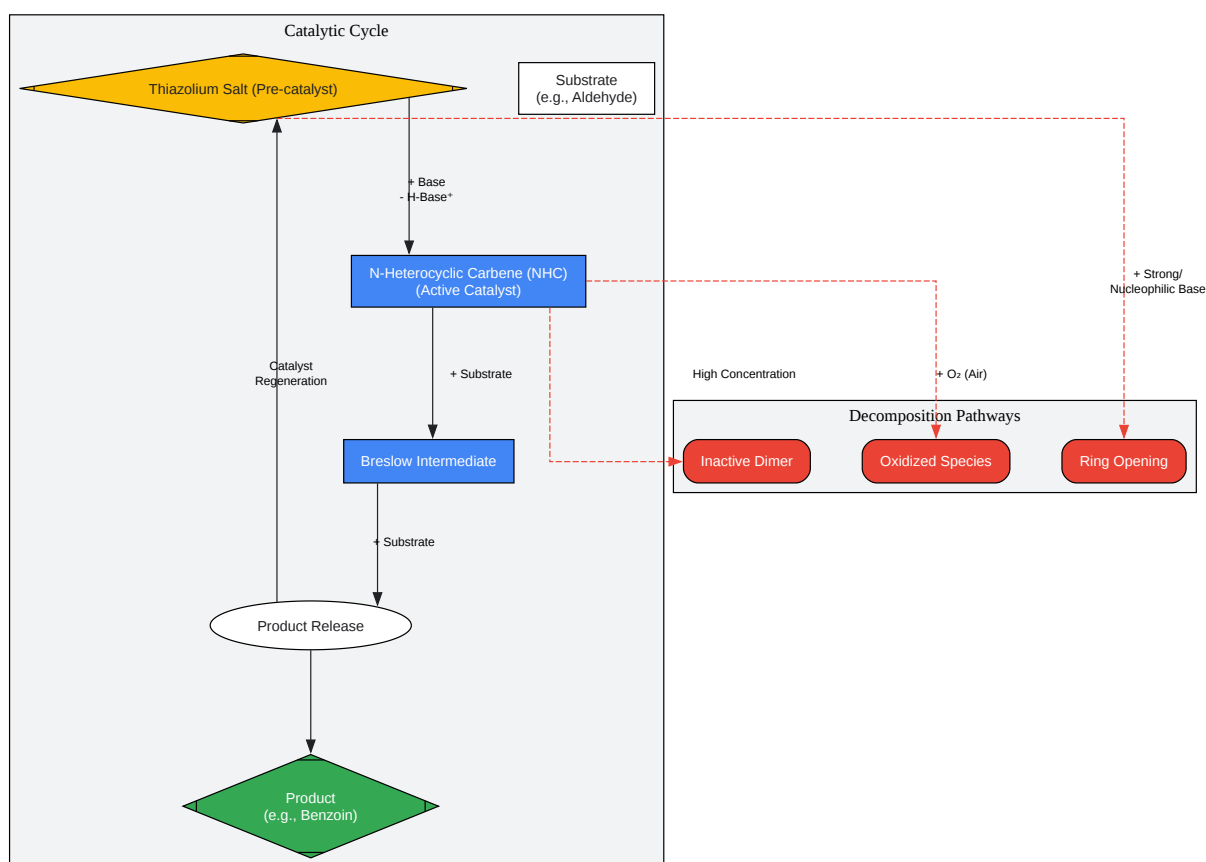 Catalytic Cycle
Thiazolium Salt (Pre-catalyst)
Substrate
(e.g., Aldehyde)
+ Base
- H-Base⁺
N-Heterocyclic Carbene (NHC)
(Active Catalyst)
+ Strong/
Nucleophilic Base
Catalyst
Regeneration
+ Substrate
High Concentration
+ O₂ (Air)
Decomposition Pathways
Breslow Intermediate
Inactive Dimer
Oxidized Species
Ring Opening
+ Substrate
Product Release
Product
(e.g., Benzoin)